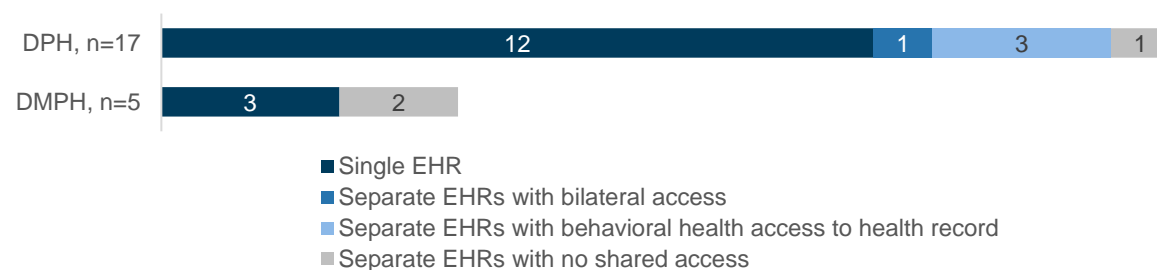 DPH, n=17 12 1 3 1
DMPH, n=5 3 2
Single EHR
Separate EHRs with bilateral access
Separate EHRs with behavioral health access to health record
Separate EHRs with no shared access